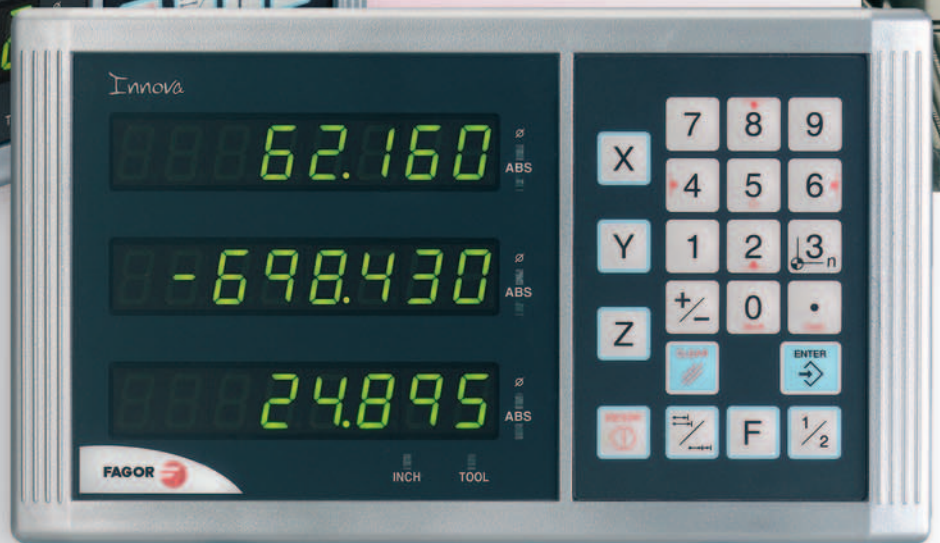 Innova
62.160
Ø
ABS
-698.430
Ø
ABS
24.895
Ø
ABS
INCH TOOL
FAGOR
X
Y
Z
7 8 9
4 5 6
1 2 3 n
+/- 0 .
ENTER
F 1/2